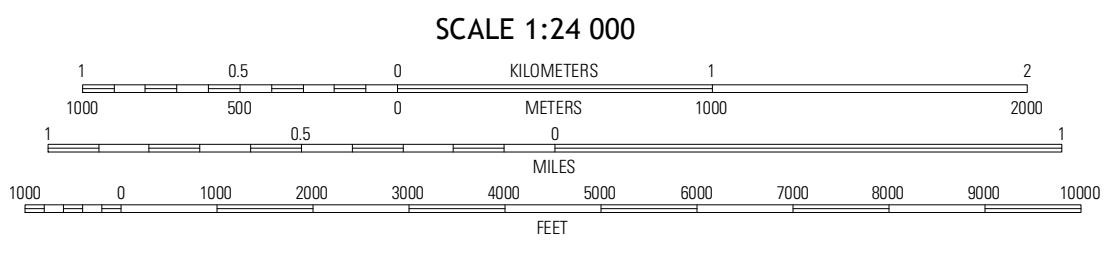 SCALE 1:24 000
1 0.5 0 KILOMETERS 1 2
1000 500 0 METERS 1000 2000
1 0.5 0 1
MILES
1000 0 1000 2000 3000 4000 5000 6000 7000 8000 9000 10000
FEET